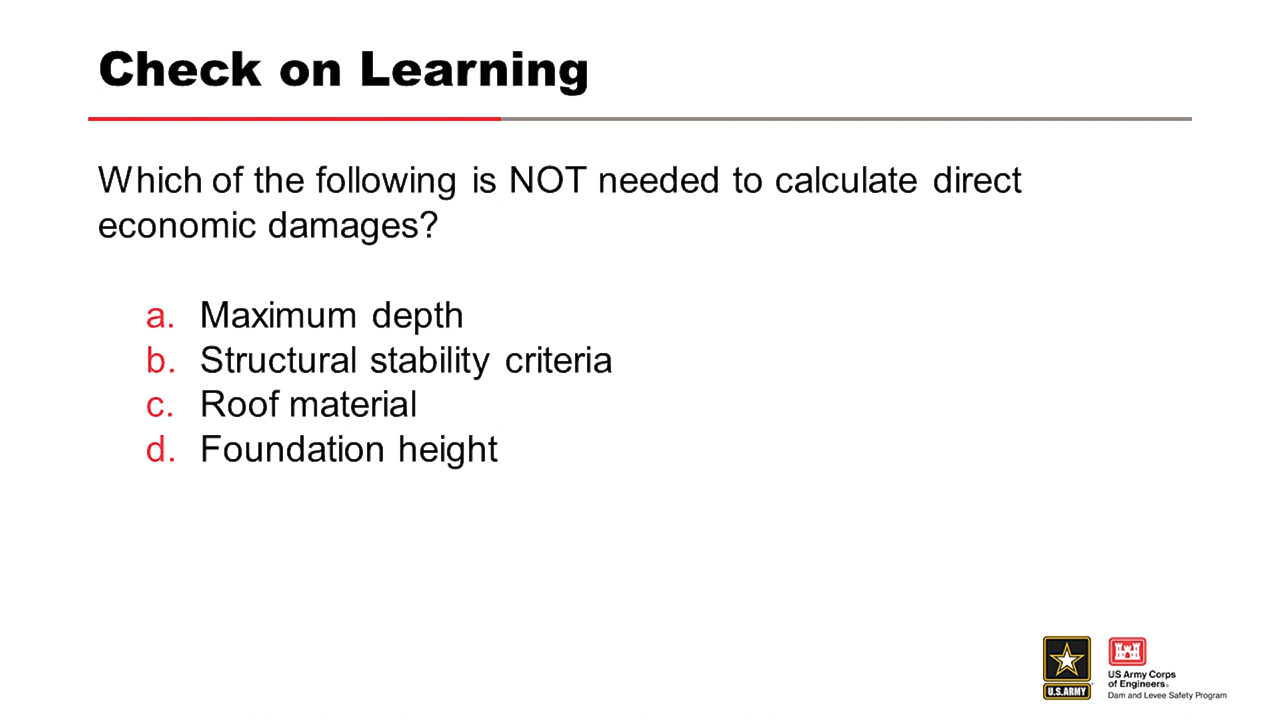 Check on Learning
Which of the following is NOT needed to calculate direct
economic damages?
a. Maximum depth
b. Structural stability criteria
c. Roof material
d. Foundation height
U.S.ARMY
US Army Corps
of Engineers®
Dam and Levee Safety Program